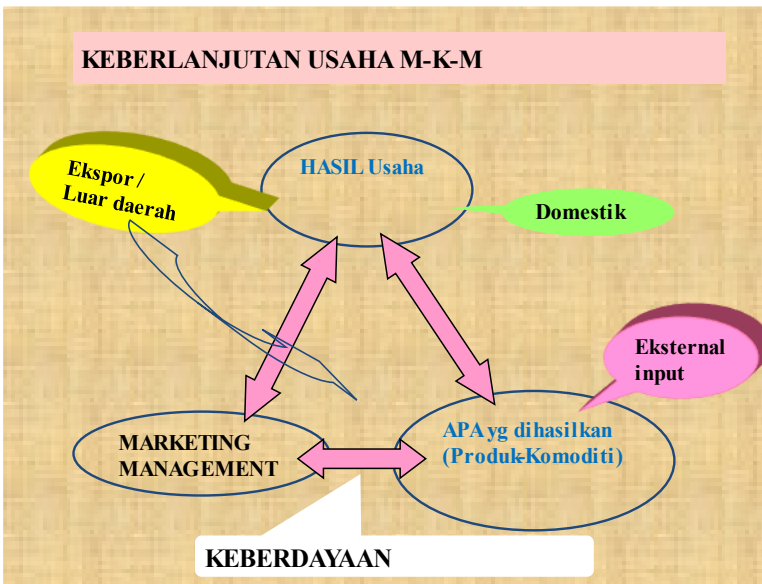 KEBERLANJUTAN USAHA M-K-M
Ekspor /
Luar daerah
HASIL Usaha
Domestik
Eksternal
input
MARKETING
MANAGEMENT
APA yg dihasilkan
(Produk-Komoditi)
KEBERDAYAAN